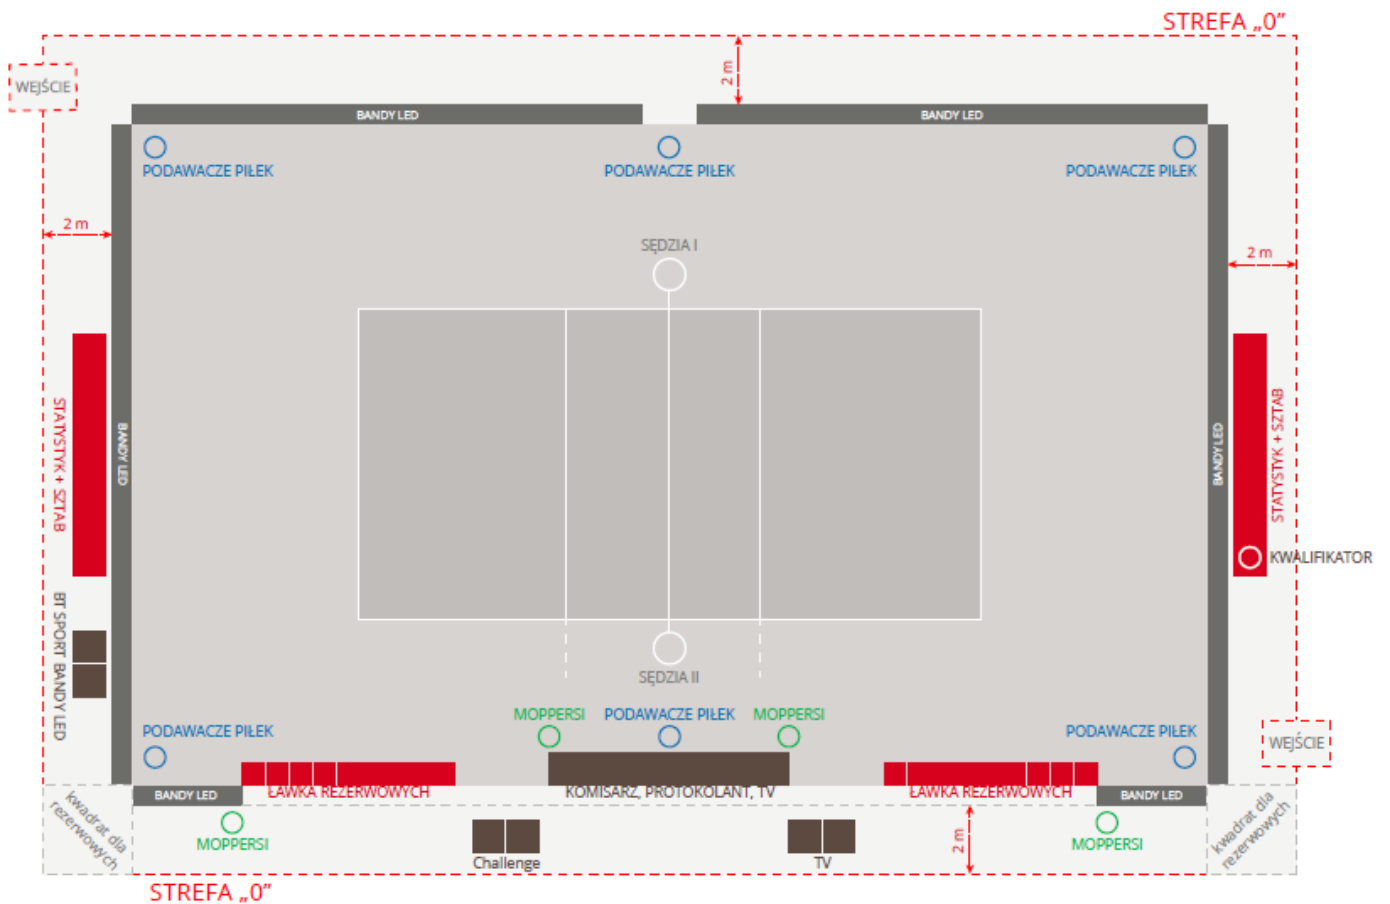 STREFA „0”
2 m
WEJŚCIE
BANDY LED
BANDY LED
PODAWACZE PIŁEK
PODAWACZE PIŁEK
PODAWACZE PIŁEK
2 m
2 m
SĘDZIA I
STATYSTYK + SZTAB
BANDY LED
BANDY LED
STATYSTYK + SZTAB
KWALIFIKATOR
BT SPORT BANDY LED
SĘDZIA II
MOPPERSI
PODAWACZE PIŁEK
MOPPERSI
PODAWACZE PIŁEK
PODAWACZE PIŁEK
WEJŚCIE
BANDY LED
ŁAWKA REZERWOWYCH
KOMISARZ, PROTOKOLANT, TV
ŁAWKA REZERWOWYCH
BANDY LED
kwadrat dla
rezerwowych
MOPPERSI
Challenge
TV
2 m
MOPPERSI
kwadrat dla
rezerwowych
STREFA „0”